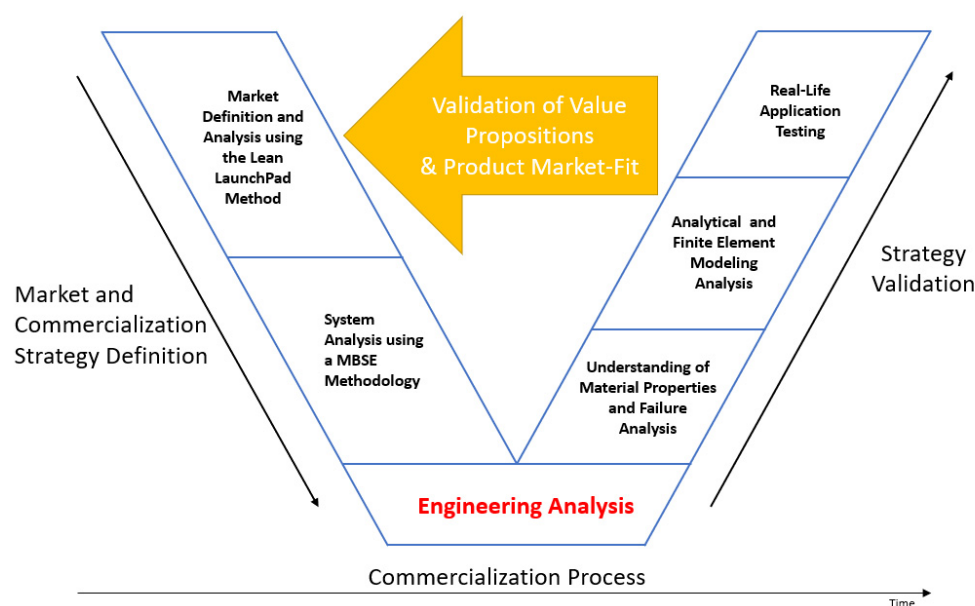 Market
Definition and
Analysis using
the Lean
LaunchPad
Method
Validation of Value
Propositions
& Product Market-Fit
Real-Life
Application
Testing
Analytical and
Finite Element
Modeling
Analysis
Strategy
Validation
Market and
Commercialization
Strategy Definition
System
Analysis using
a MBSE
Methodology
Understanding of
Material Properties
and Failure
Analysis
Engineering Analysis
Commercialization Process
Time